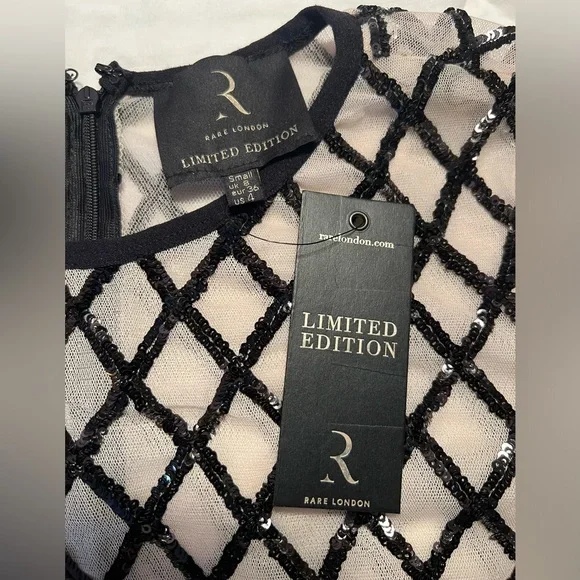 R
RARE LONDON
LIMITED EDITION
Small
uk 8
eur 36
us 4
rarelondon.com
LIMITED
EDITION
R
RARE LONDON